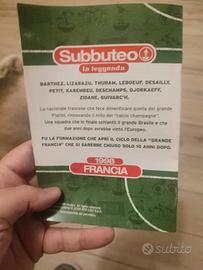 Subbuteo
la leggenda
BARTHEZ, LIZARAZU, THURAM, LEBOEUF, DESAILLY,
PETIT, KAREMBEU, DESCHAMPS, DJORKAEFF,
ZIDANE, GUIVARC'H.
La nazionale francese che fece dimenticare quella del grande
Platini, rinnovando il mito del "calcio champagne".
Una squadra che in finale schiantò il grande Brasile e che
due anni dopo avrebbe vinto l'Europeo.
FU LA FORMAZIONE CHE APRÌ IL CICLO DELLA "GRANDE
FRANCIA" CHE SI SAREBBE CHIUSO SOLO 10 ANNI DOPO.
1998
FRANCIA
subito